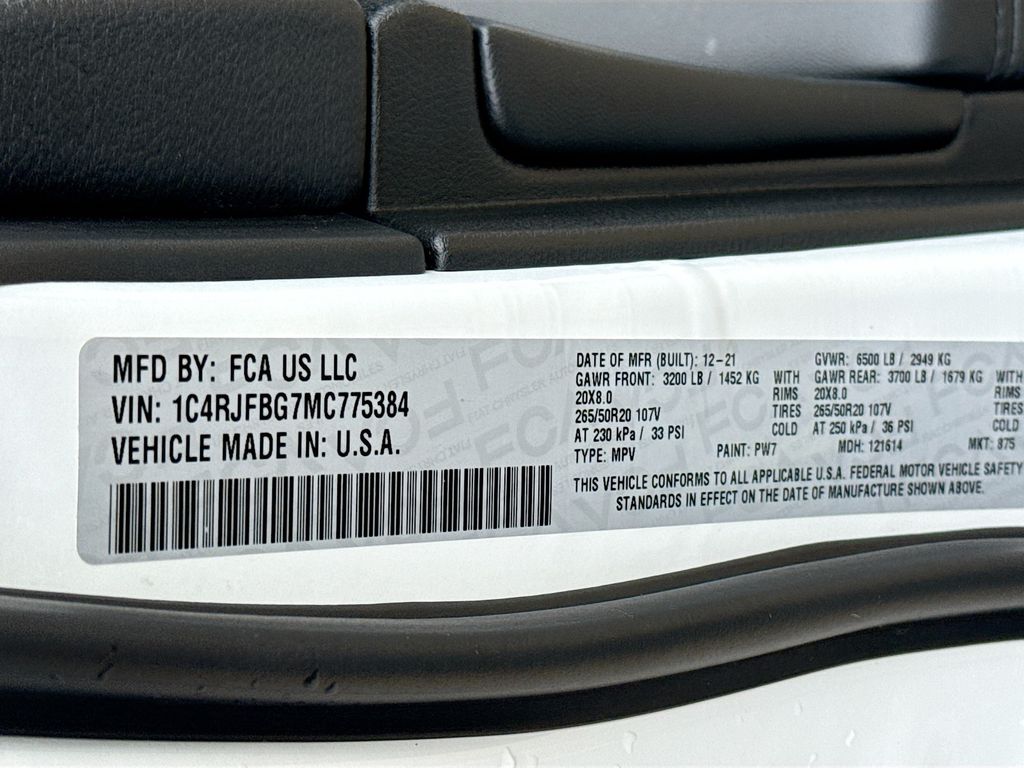 MFD BY: FCA US LLC
VIN: 1C4RJFBG7MC775384
VEHICLE MADE IN: U.S.A.
DATE OF MFR (BUILT): 12-21 GVWR: 6500 LB / 2949 KG
GAWR FRONT: 3200 LB / 1452 KG WITH GAWR REAR: 3700 LB / 1679 KG WITH
20X8.0 RIMS 20X8.0 RIMS
265/50R20 107V TIRES 265/50R20 107V TIRES
AT 230 kPa / 33 PSI COLD AT 250 kPa / 36 PSI COLD
TYPE: MPV PAINT: PW7 MDH: 121614 MKT: 875
THIS VEHICLE CONFORMS TO ALL APPLICABLE U.S.A. FEDERAL MOTOR VEHICLE SAFETY
STANDARDS IN EFFECT ON THE DATE OF MANUFACTURE SHOWN ABOVE.